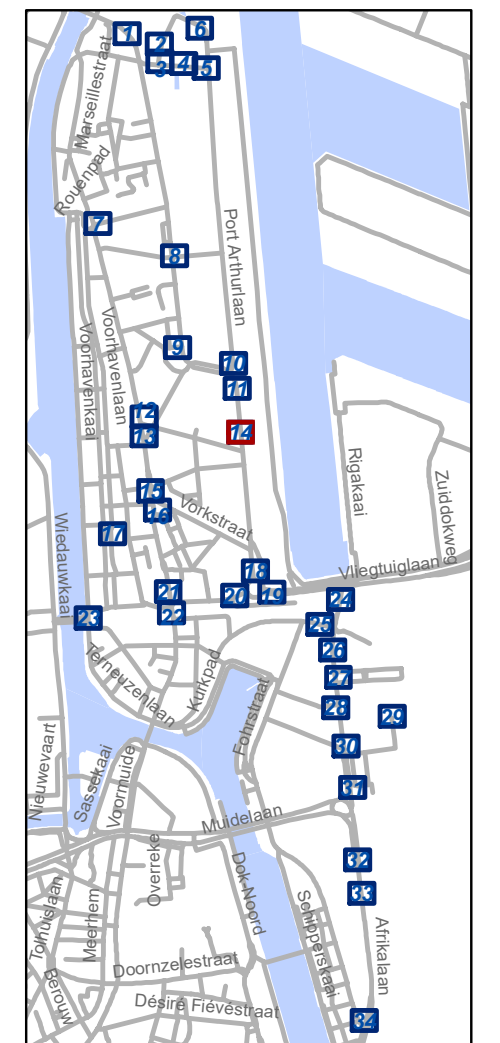 1
6
2
3
4
5
Marseillestraat
Rouenpad
7
Port Arthurlaan
8
Voorhavenlaan
Voorhavenkaai
9
10
11
12
13
14
Rigakaai
Zuiddokweg
15
16
Vorkstraat
17
Wiedauwkaai
18
Vliegtuiglaan
19
20
21
22
23
24
25
26
Terneuzenlaan
Kurkpad
27
28
29
Fohrstraat
30
Nieuwevaart
Sassekaai
Voormuide
31
Muidelaan
32
33
Overreke
Dok-Noord
Tolhuislaan
Meerhem
Schipperskaai
Afrikalaan
Doornzelestraat
Berouw
Désiré Fiévéstraat
34